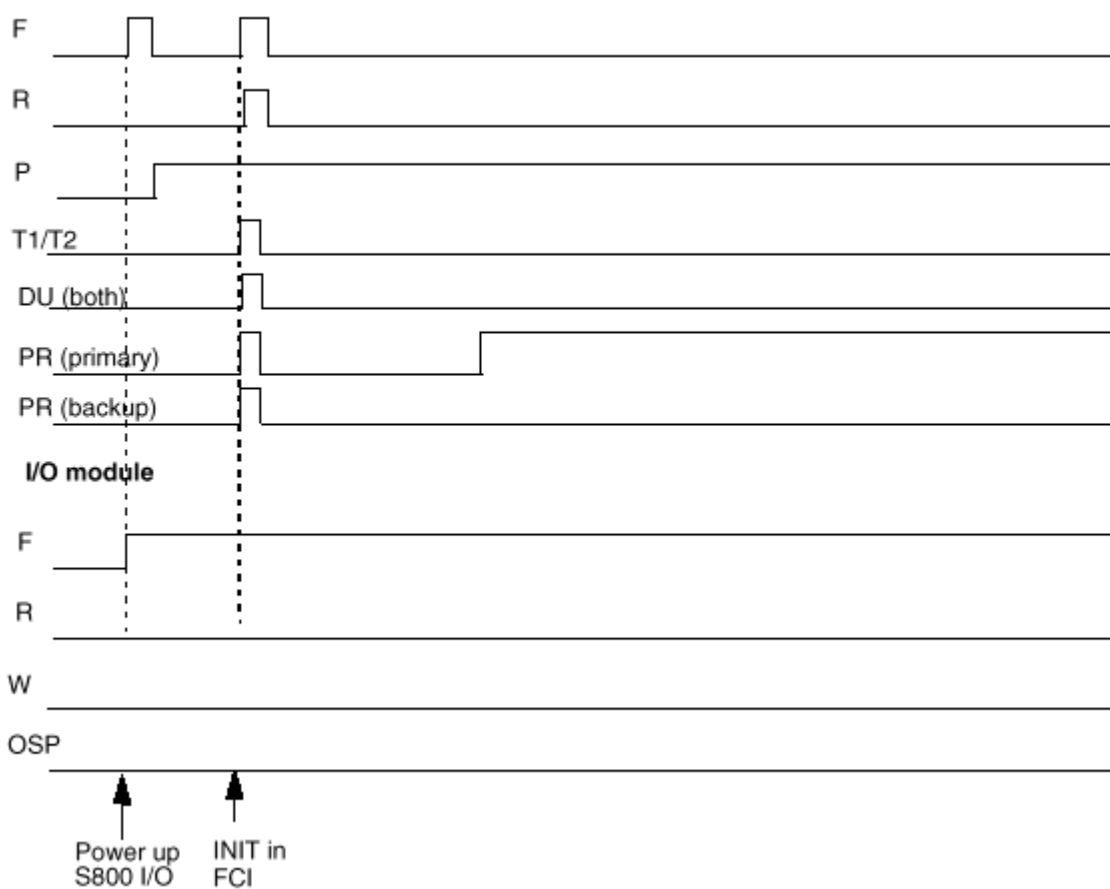 F
R
P
T1/T2
DU (both)
PR (primary)
PR (backup)
I/O module
F
R
W
OSP
Power up
S800 I/O
INIT in
FCI